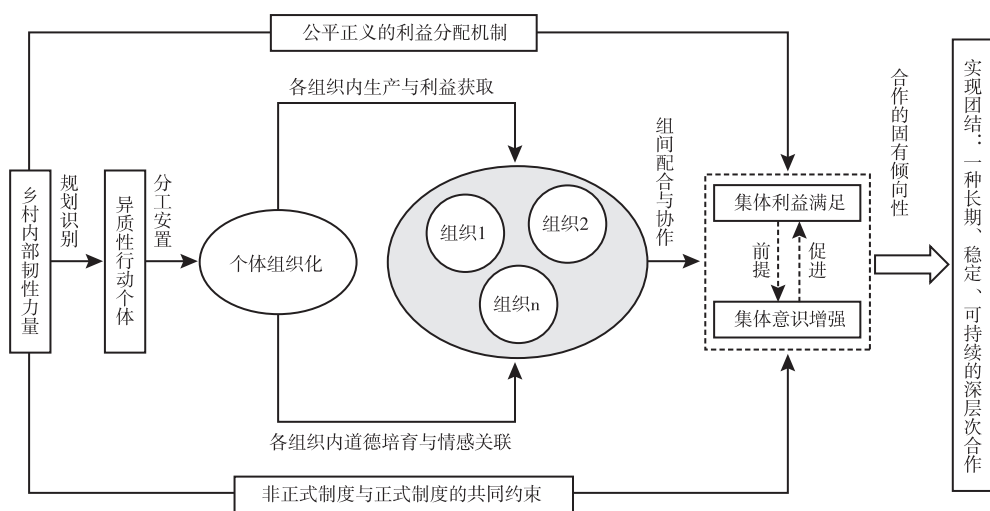 公平正义的利益分配机制
各组织内生产与利益获取
乡村内部韧性力量
规划识别
异质性行动个体
分工安置
个体组织化
组织1
组织2
组织n
组间配合与协作
集体利益满足
前提
促进
集体意识增强
合作的固有倾向性
实现团结：一种长期、稳定、可持续的深层次合作
各组织内道德培育与情感关联
非正式制度与正式制度的共同约束